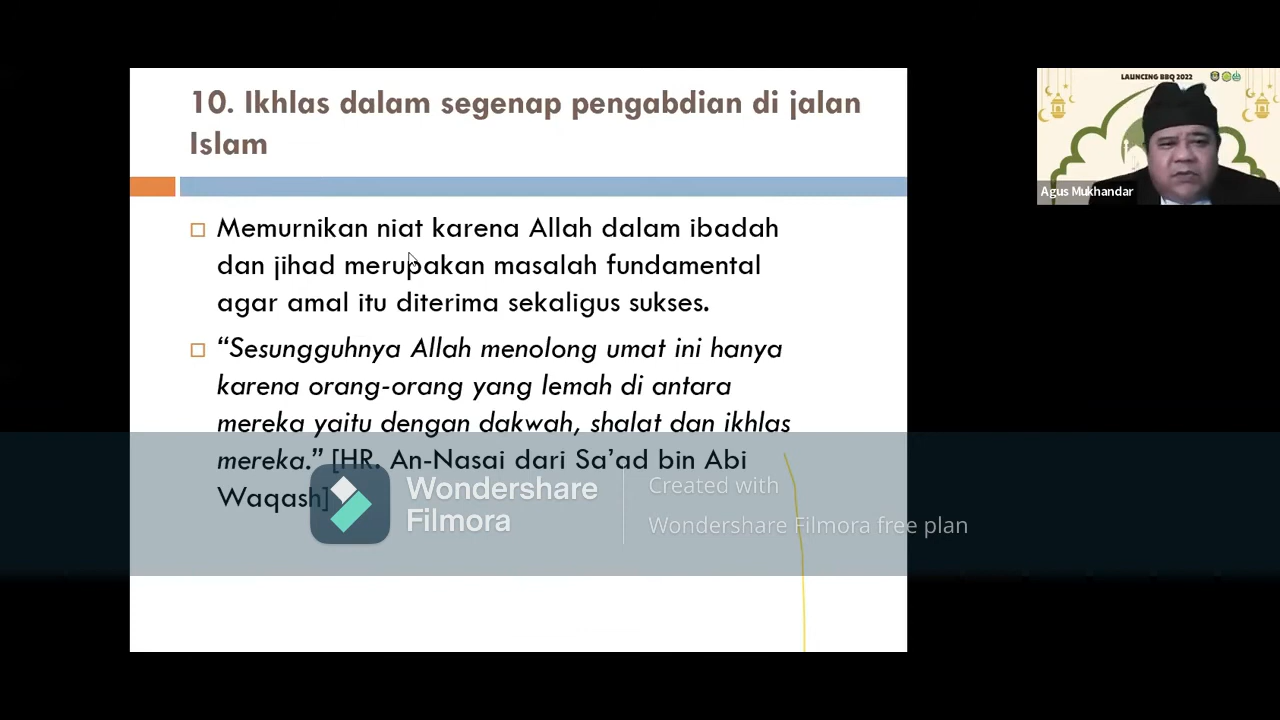 10. Ikhlas dalam segenap pengabdian di jalan
Islam
Memurnikan niat karena Allah dalam ibadah
dan jihad merupakan masalah fundamental
agar amal itu diterima sekaligus sukses.
“Sesungguhnya Allah menolong umat ini hanya
karena orang-orang yang lemah di antara
mereka yaitu dengan dakwah, shalat dan ikhlas
mereka.” [HR. An-Nasai dari Sa’ad bin Abi
Waqash]
Wondershare
Filmora
Created with
Wondershare Filmora free plan
LAUNCING BBQ 2022
Agus Mukhandar